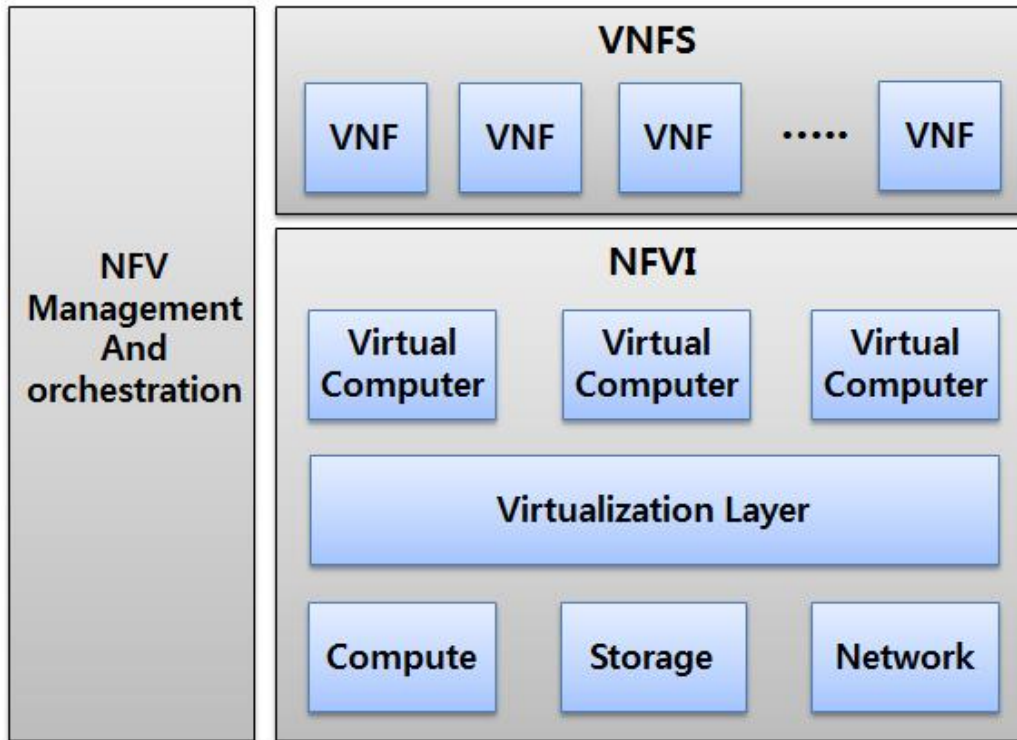 NFV
Management
And
orchestration
VNFS
VNF VNF VNF ..... VNF
NFVI
Virtual Virtual Virtual
Computer Computer Computer
Virtualization Layer
Compute Storage Network